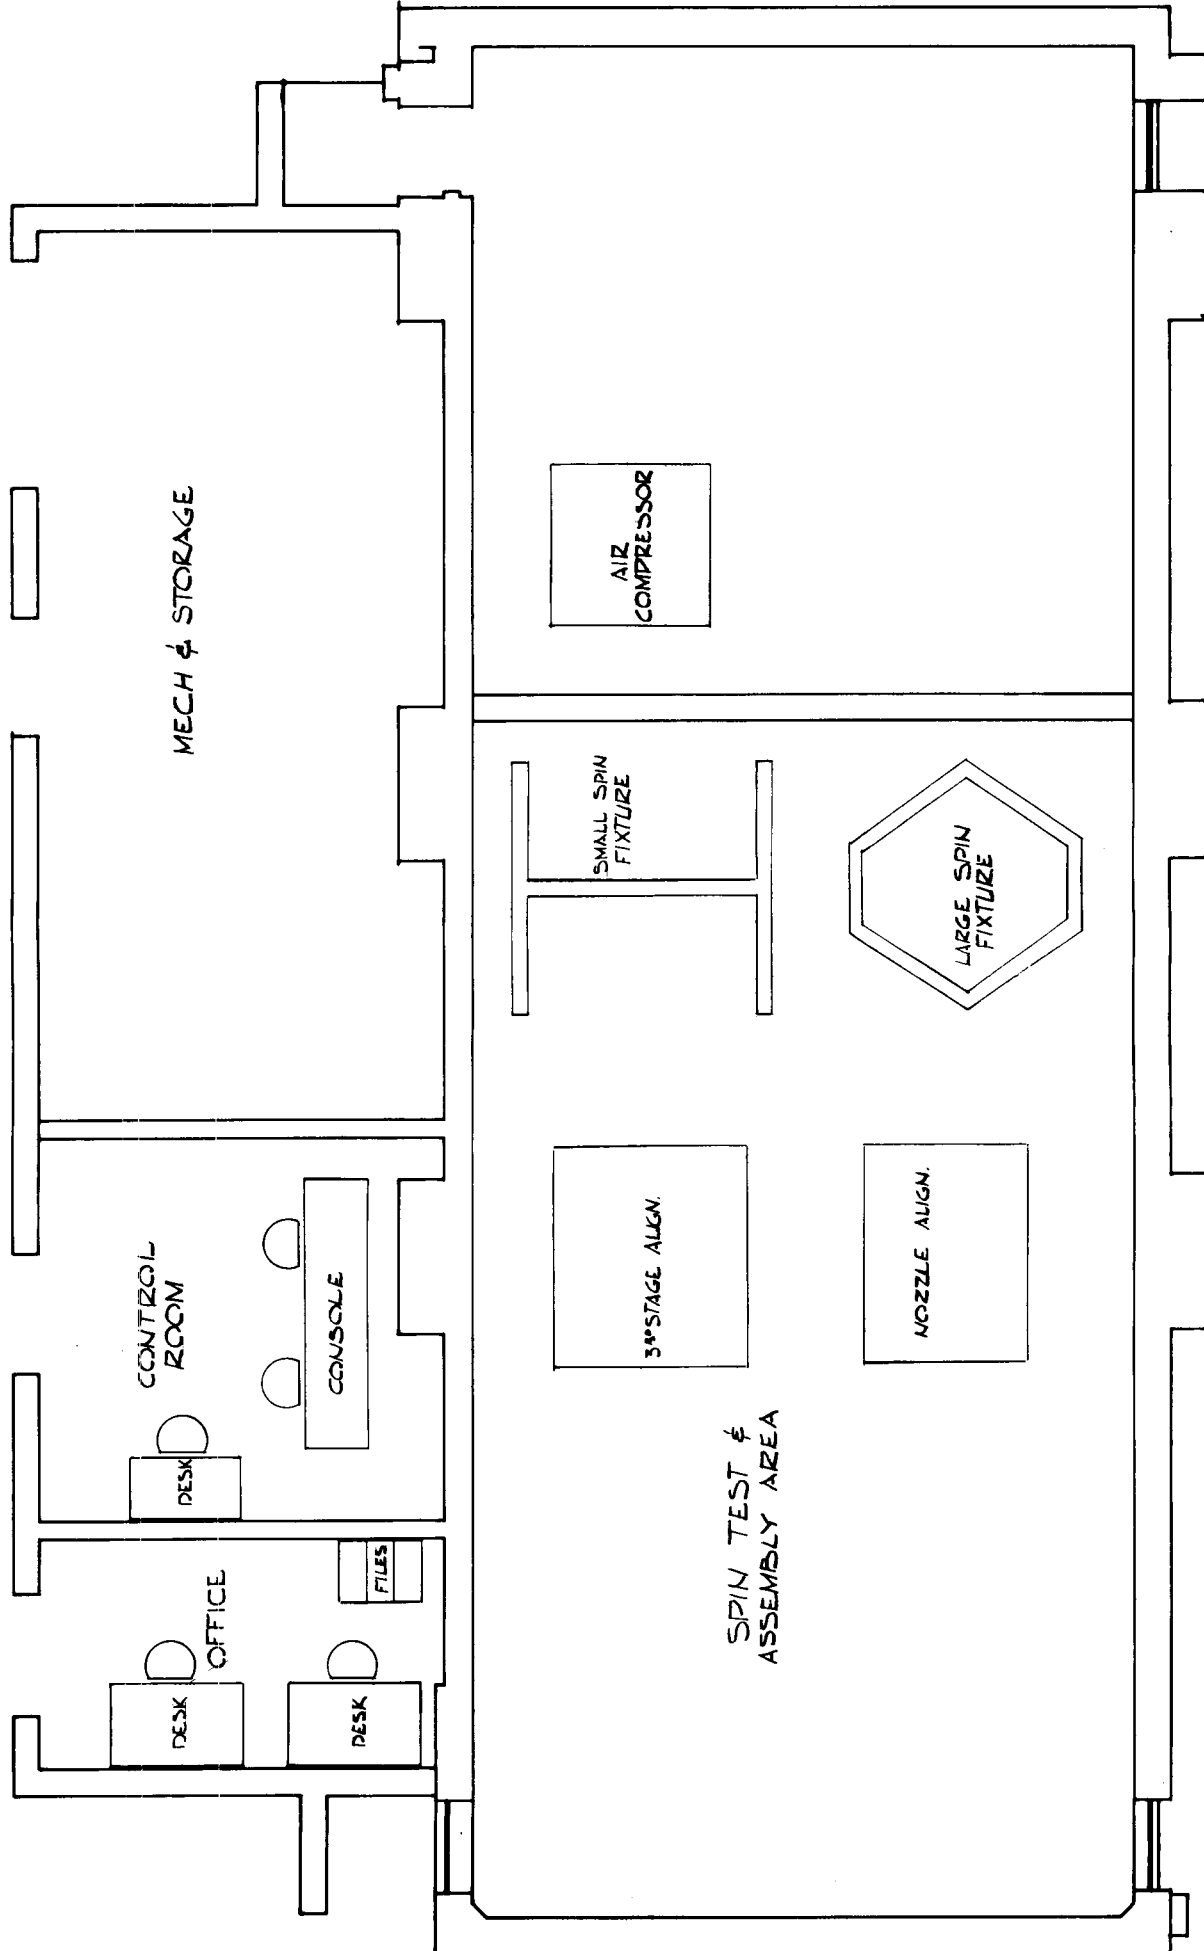 OFFICE
DESK
DESK
FILES
CONTROL
ROOM
DESK
CONSOLE
MECH & STORAGE
SPIN TEST &
ASSEMBLY AREA
3RD STAGE ALIGN.
NOZZLE ALIGN.
SMALL SPIN
FIXTURE
LARGE SPIN
FIXTURE
AIR
COMPRESSOR